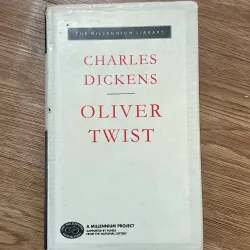 THE MILLENNIUM LIBRARY
CHARLES
DICKENS
OLIVER
TWIST
A MILLENNIUM PROJECT
SUPPORTED BY FUNDS
FROM THE NATIONAL LOTTERY